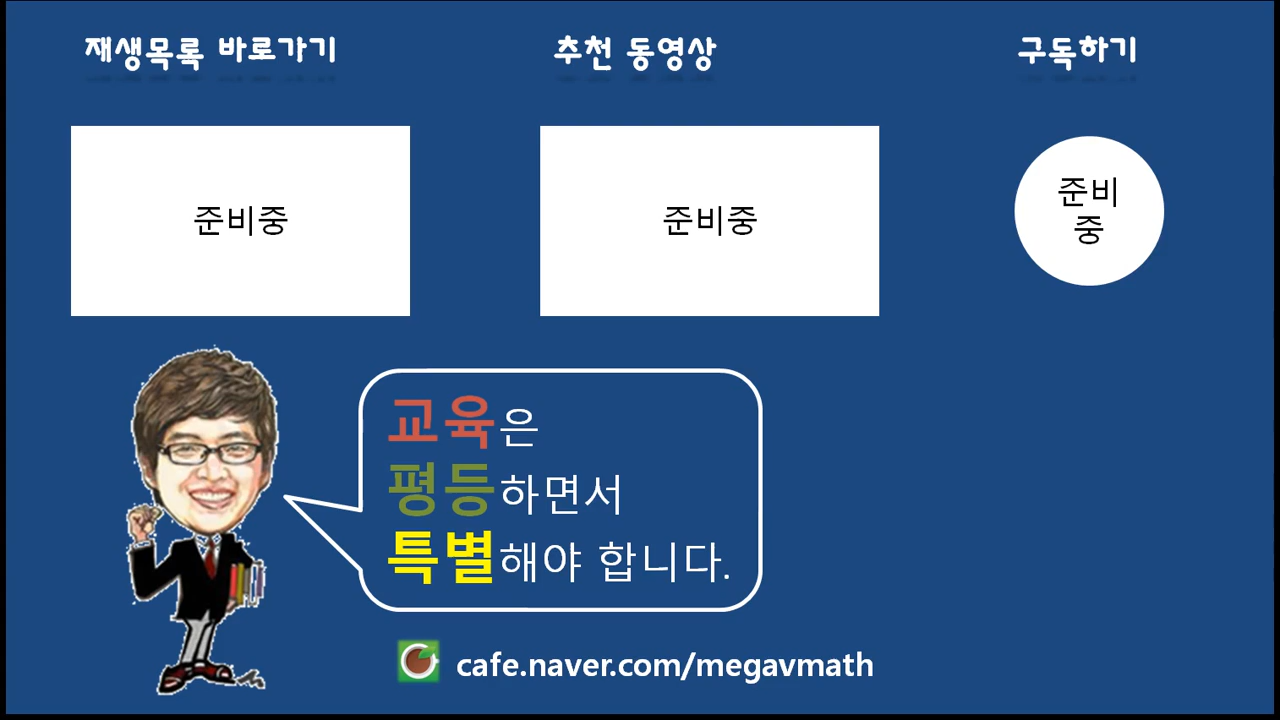 재생목록 바로가기
추천 동영상
구독하기
준비중
준비중
준비
중
교육은
평등하면서
특별해야 합니다.
cafe.naver.com/megavmath